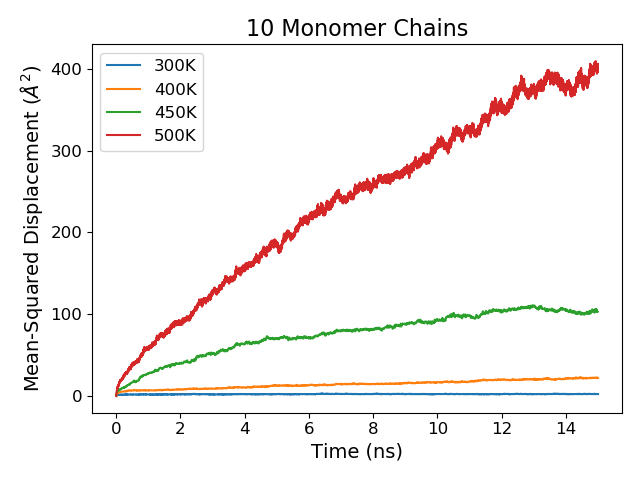 10 Monomer Chains
Mean-Squared Displacement (Å²)
300K
400K
450K
500K
400
300
200
100
0
0 2 4 6 8 10 12 14
Time (ns)